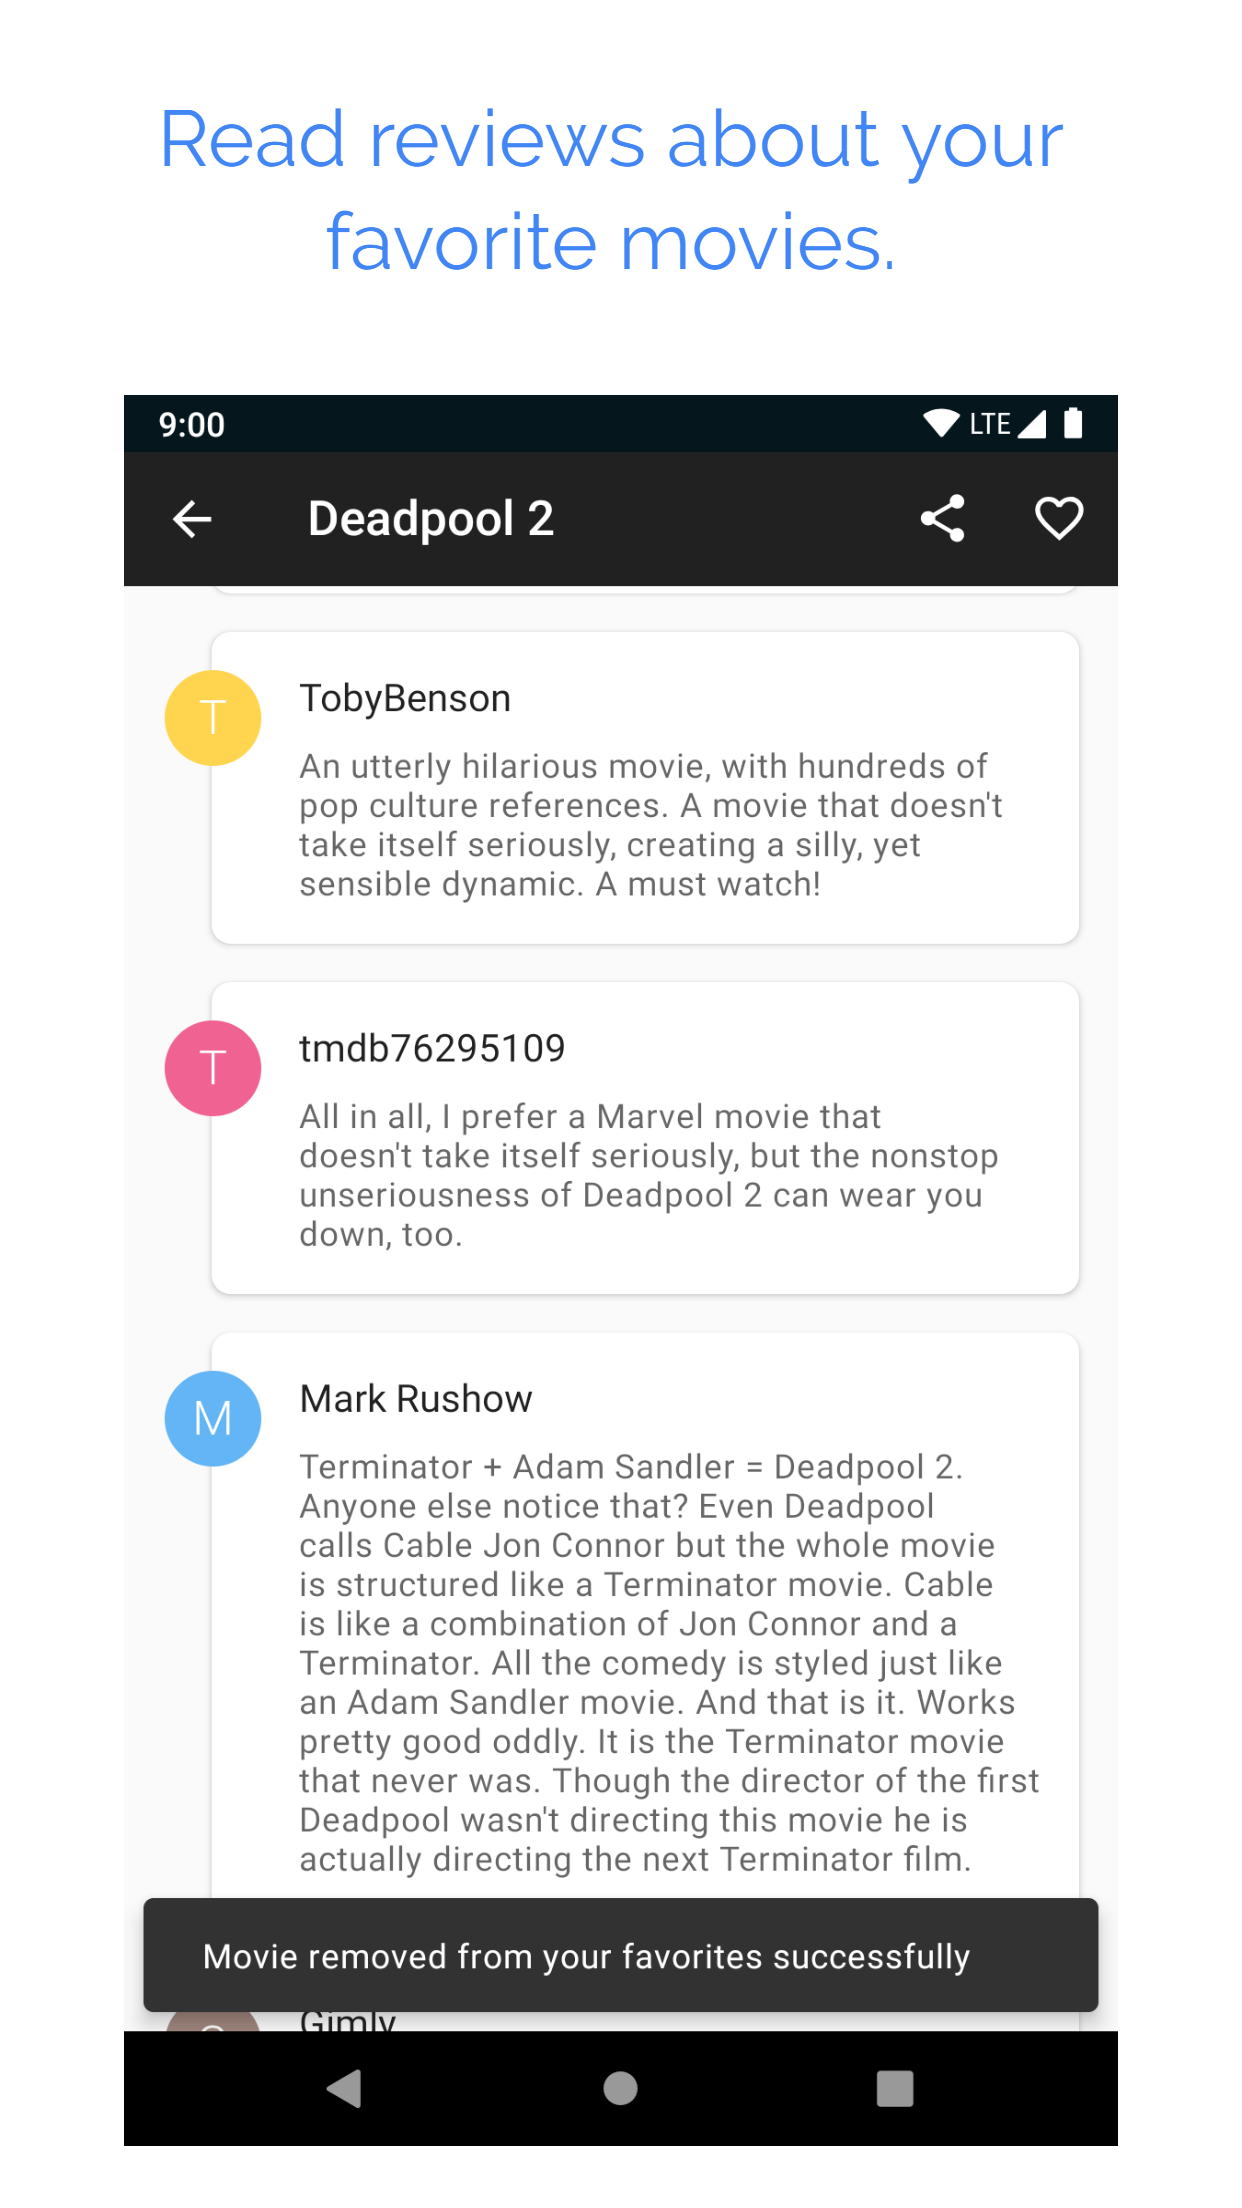 Read reviews about your
favorite movies.
9:00
LTE
Deadpool 2
T
TobyBenson
An utterly hilarious movie, with hundreds of
pop culture references. A movie that doesn't
take itself seriously, creating a silly, yet
sensible dynamic. A must watch!
T
tmdb76295109
All in all, I prefer a Marvel movie that
doesn't take itself seriously, but the nonstop
unseriousness of Deadpool 2 can wear you
down, too.
M
Mark Rushow
Terminator + Adam Sandler = Deadpool 2.
Anyone else notice that? Even Deadpool
calls Cable Jon Connor but the whole movie
is structured like a Terminator movie. Cable
is like a combination of Jon Connor and a
Terminator. All the comedy is styled just like
an Adam Sandler movie. And that is it. Works
pretty good oddly. It is the Terminator movie
that never was. Though the director of the first
Deadpool wasn't directing this movie he is
actually directing the next Terminator film.
Movie removed from your favorites successfully
Gimly